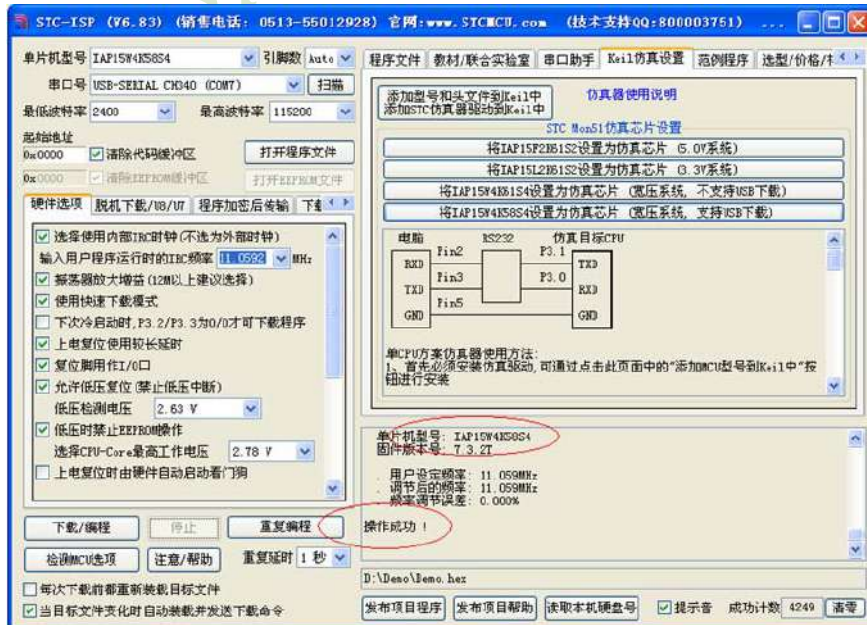 STC-ISP (V6.83) (销售电话: 0513-55012928) 官网:www.STCMCU.com (技术支持QQ:800003751) ...
单片机型号 IAP15W4K58S4 引脚数 Auto
串口号 USB-SERIAL CH340 (COM7) 扫描
最低波特率 2400 最高波特率 115200
起始地址
0x0000 清除代码缓冲区 打开程序文件
0x0000 清除EEPROM缓冲区 打开EEPROM文件
硬件选项 脱机下载/U8/U7 程序加密后传输
选择使用内部IRC时钟(不选为外部时钟)
输入用户程序运行时的IRC频率 11.0592 MHz
振荡器放大增益(12M以上建议选择)
使用快速下载模式
下次冷启动时,P3.2/P3.3为0/0才可下载程序
上电复位使用较长延时
复位脚用作I/O口
允许低压复位(禁止低压中断)
低压检测电压 2.63 V
低压时禁止EEPROM操作
选择CPU-Core最高工作电压 2.78 V
上电复位时由硬件自动启动看门狗
下载/编程 停止 重复编程
检测MCU选项 注意/帮助 重复延时 1 秒
每次下载前都重新装载目标文件
当目标文件变化时自动装载并发送下载命令
程序文件 教材/联合实验室 串口助手 Keil仿真设置 范例程序 选型/价格/
添加型号和头文件到Keil中
添加STC仿真器驱动到Keil中
仿真器使用说明
STC Mon51仿真芯片设置
将IAP15F2K61S2设置为仿真芯片 (5.0V系统)
将IAP15L2K61S2设置为仿真芯片 (3.3V系统)
将IAP15W4K61S4设置为仿真芯片 (宽压系统, 不支持USB下载)
将IAP15W4K58S4设置为仿真芯片 (宽压系统, 支持USB下载)
电脑 RS232 仿真目标CPU
RXD Pin2 P3.1 TXD
TXD Pin3 P3.0 RXD
GND Pin5 GND
单CPU方案仿真器使用方法:
1、首先必须安装仿真驱动,可通过点击此页面中的“添加MCU型号到Keil中”按
钮进行安装
单片机型号: IAP15W4K58S4
固件版本号: 7.3.2T
. 用户设定频率: 11.059MHz
. 调节后的频率: 11.059MHz
. 频率调节误差: 0.000%
操作成功 !
D:\Demo\Demo.hex
发布项目程序 发布项目帮助 读取本机硬盘号 提示音 成功计数 4249 清零